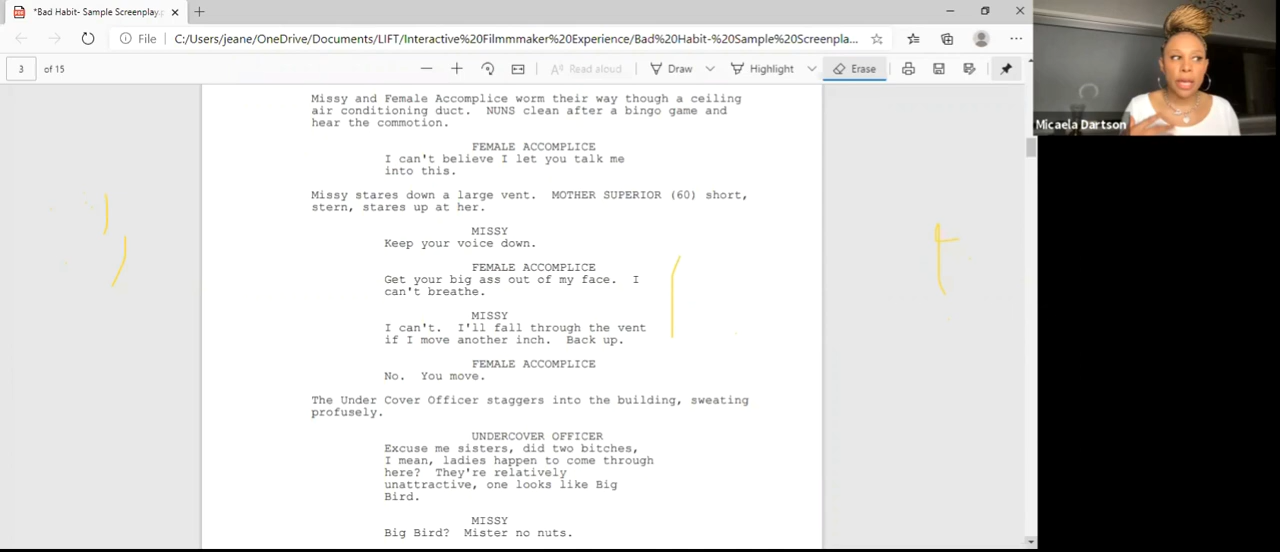 *Bad Habit- Sample Screenplay.p
File C:/Users/jeane/OneDrive/Documents/LIFT/Interactive%20Filmmmaker%20Experience/Bad%20Habit-%20Sample%20Screenpla...
3 of 15 Read aloud Draw Highlight Erase
Micaela Dartson
Missy and Female Accomplice worm their way though a ceiling
air conditioning duct. NUNS clean after a bingo game and
hear the commotion.
FEMALE ACCOMPLICE
I can't believe I let you talk me
into this.
Missy stares down a large vent. MOTHER SUPERIOR (60) short,
stern, stares up at her.
MISSY
Keep your voice down.
FEMALE ACCOMPLICE
Get your big ass out of my face. I
can't breathe.
MISSY
I can't. I'll fall through the vent
if I move another inch. Back up.
FEMALE ACCOMPLICE
No. You move.
The Under Cover Officer staggers into the building, sweating
profusely.
UNDERCOVER OFFICER
Excuse me sisters, did two bitches,
I mean, ladies happen to come through
here? They're relatively
unattractive, one looks like Big
Bird.
MISSY
Big Bird? Mister no nuts.